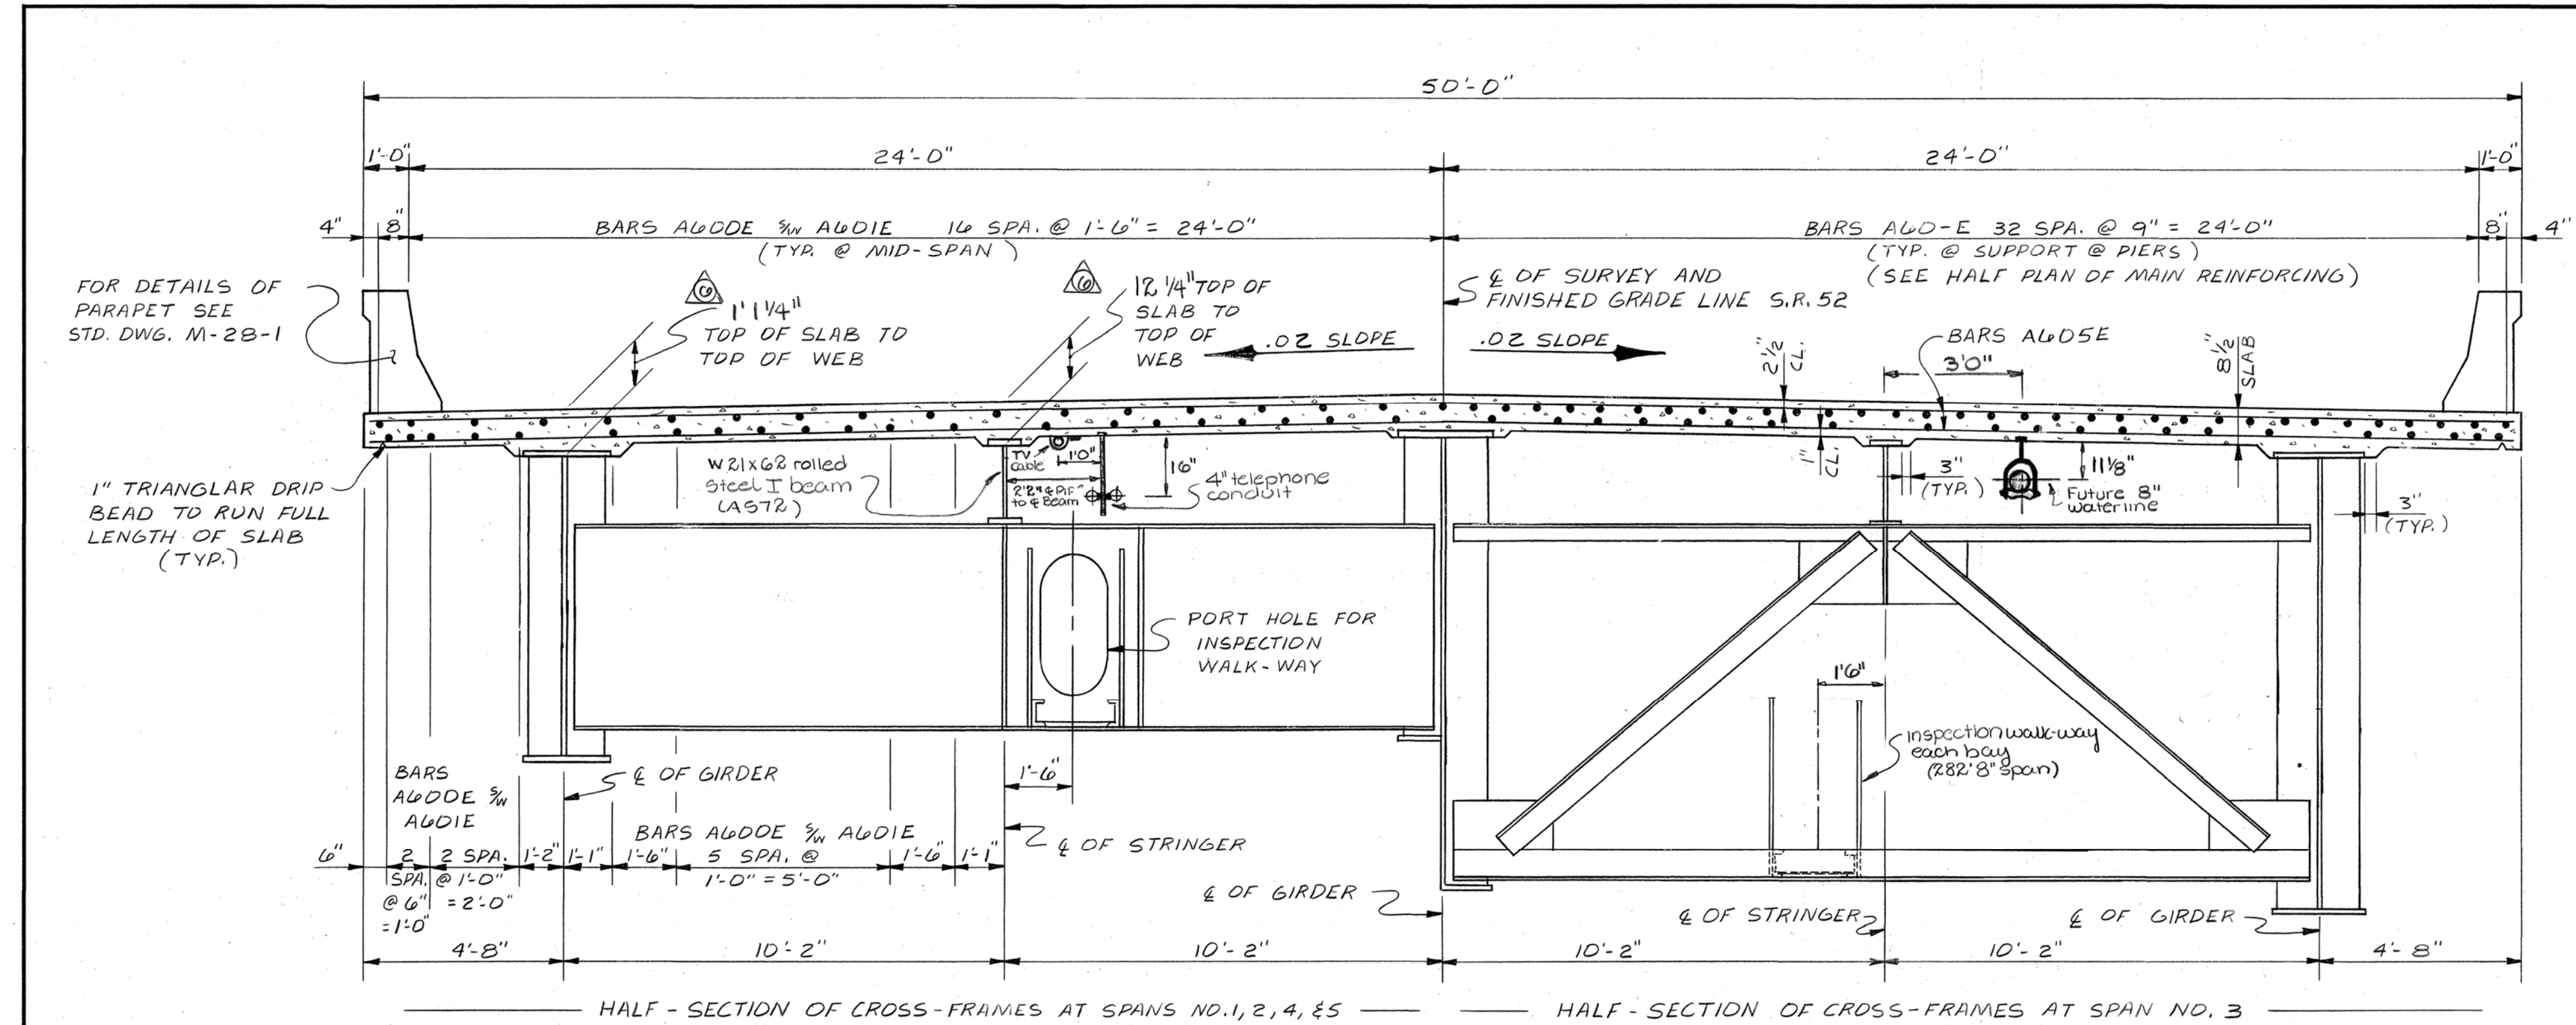 50'-0"
1'-0"
24'-0"
24'-0"
1'-0"
4"
8"
BARS A600E S/W A601E 16 SPA. @ 1'-6" = 24'-0"
(TYP. @ MID-SPAN)
BARS A60-E 32 SPA. @ 9" = 24'-0"
(TYP. @ SUPPORT @ PIERS)
(SEE HALF PLAN OF MAIN REINFORCING)
8"
4"
FOR DETAILS OF
PARAPET SEE
STD. DWG. M-28-1
6
1'1 1/4"
TOP OF SLAB TO
TOP OF WEB
6
12 1/4" TOP OF
SLAB TO
TOP OF
WEB
℄ OF SURVEY AND
FINISHED GRADE LINE S.R. 52
.02 SLOPE
.02 SLOPE
2 1/2"
CL.
BARS A605E
3'0"
8 1/2"
SLAB
1" TRIANGLAR DRIP
BEAD TO RUN FULL
LENGTH OF SLAB
(TYP.)
W21x62 rolled
Steel I beam
(A572)
TV
Cable
1'0"
2'2" ℄ Pip
to ℄ Beam
16"
4" telephone
conduit
1"
CL.
3"
(TYP.)
11 1/8"
Future 8"
waterline
3"
(TYP.)
PORT HOLE FOR
INSPECTION
WALK-WAY
1'6"
inspection walk-way
each bay
(282'8" span)
BARS
A600E S/W
A601E
℄ OF GIRDER
1'-6"
BARS A600E S/W A601E
℄ OF STRINGER
6"
2
SPA.
@ 6"
= 1'-0"
2 SPA.
@ 1'-0"
= 2'-0"
1'-2"
1'-1"
1'-6"
5 SPA. @
1'-0" = 5'-0"
1'-6"
1'-1"
℄ OF GIRDER
℄ OF STRINGER
℄ OF GIRDER
4'-8"
10'-2"
10'-2"
10'-2"
10'-2"
4'-8"
HALF-SECTION OF CROSS-FRAMES AT SPANS NO. 1, 2, 4, & 5
HALF-SECTION OF CROSS-FRAMES AT SPAN NO. 3